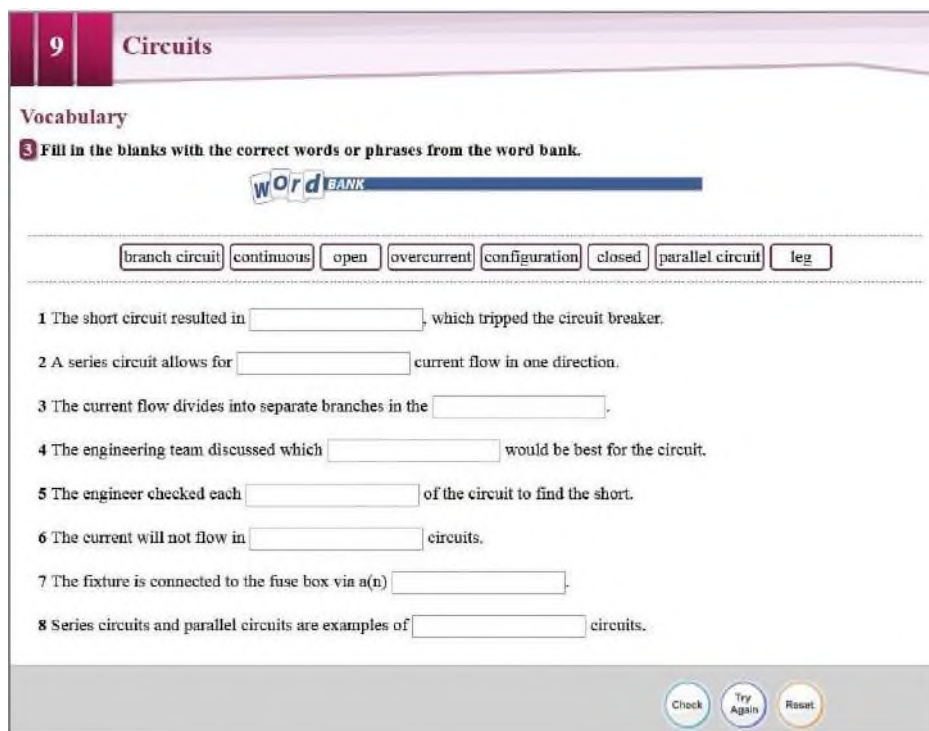 9 Circuits
Vocabulary
3 Fill in the blanks with the correct words or phrases from the word bank.
word BANK
branch circuit continuous open overcurrent configuration closed parallel circuit leg
1 The short circuit resulted in , which tripped the circuit breaker.
2 A series circuit allows for current flow in one direction.
3 The current flow divides into separate branches in the .
4 The engineering team discussed which would be best for the circuit.
5 The engineer checked each of the circuit to find the short.
6 The current will not flow in circuits.
7 The fixture is connected to the fuse box via a(n) .
8 Series circuits and parallel circuits are examples of circuits.
Check Try Again Reset